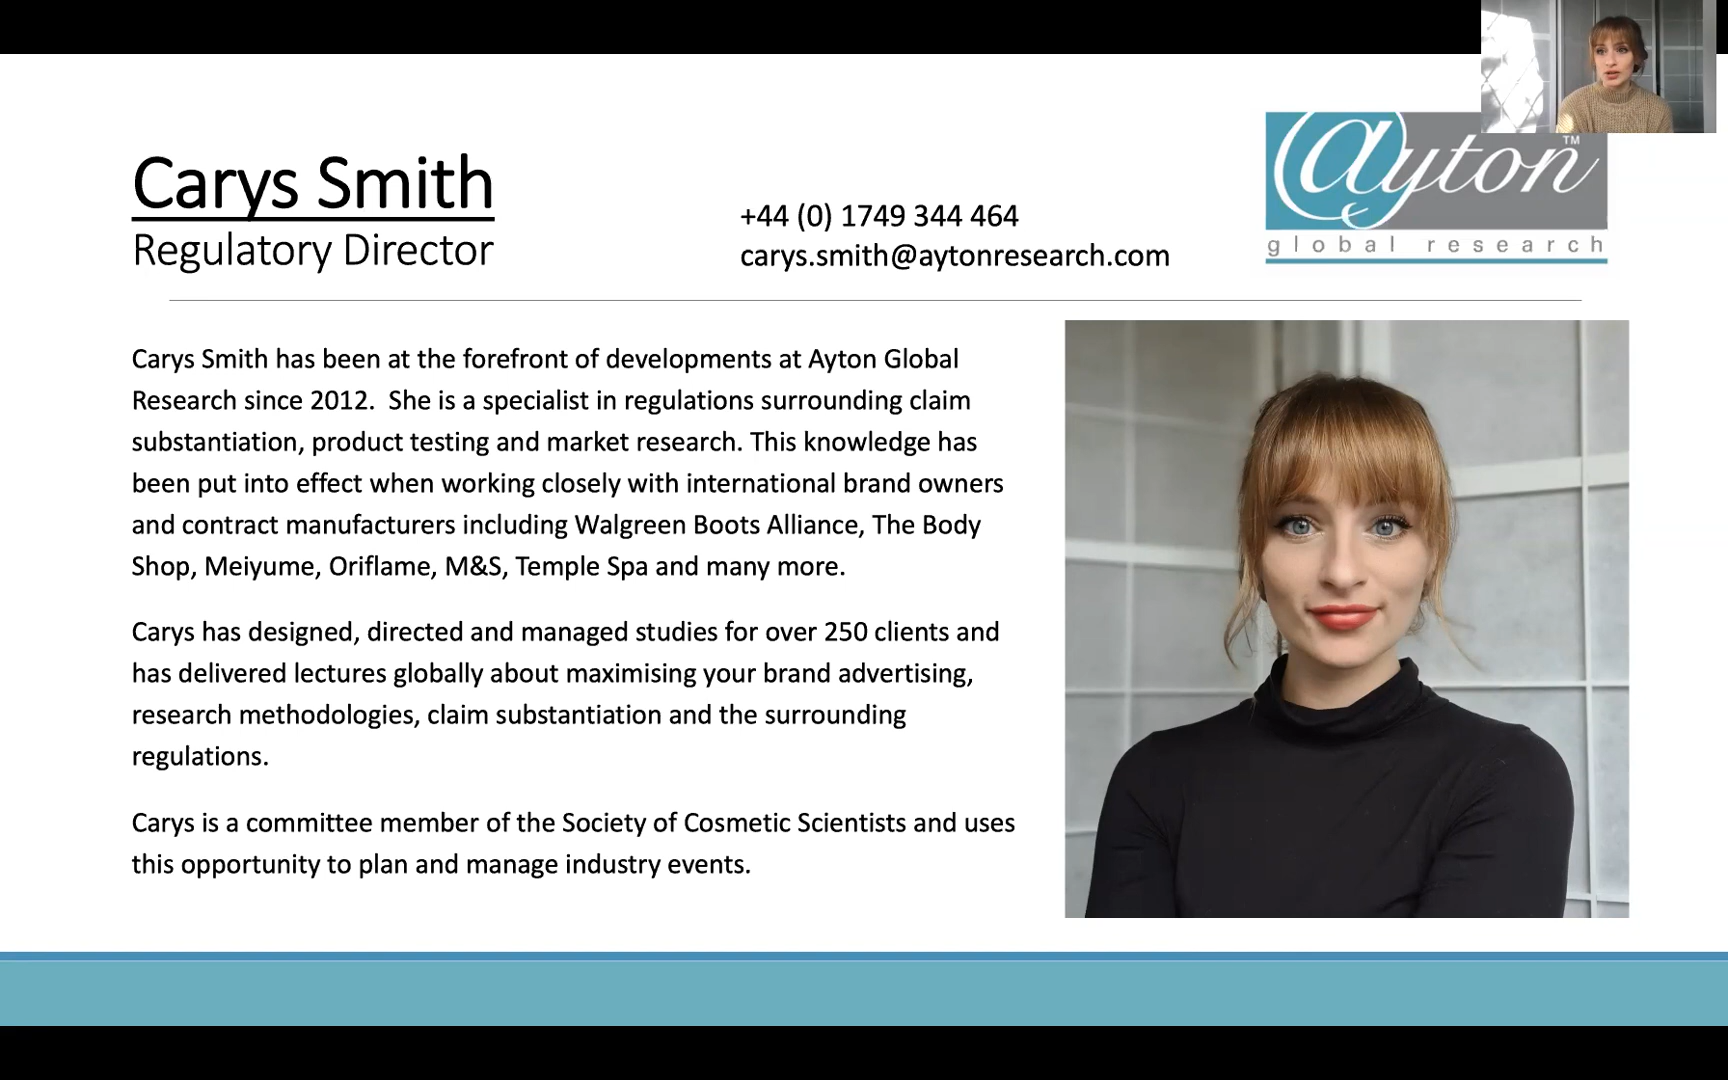 Carys Smith
Regulatory Director
+44 (0) 1749 344 464
carys.smith@aytonresearch.com
ayton™
global research
Carys Smith has been at the forefront of developments at Ayton Global
Research since 2012.  She is a specialist in regulations surrounding claim
substantiation, product testing and market research. This knowledge has
been put into effect when working closely with international brand owners
and contract manufacturers including Walgreen Boots Alliance, The Body
Shop, Meiyume, Oriflame, M&S, Temple Spa and many more.
Carys has designed, directed and managed studies for over 250 clients and
has delivered lectures globally about maximising your brand advertising,
research methodologies, claim substantiation and the surrounding
regulations.
Carys is a committee member of the Society of Cosmetic Scientists and uses
this opportunity to plan and manage industry events.